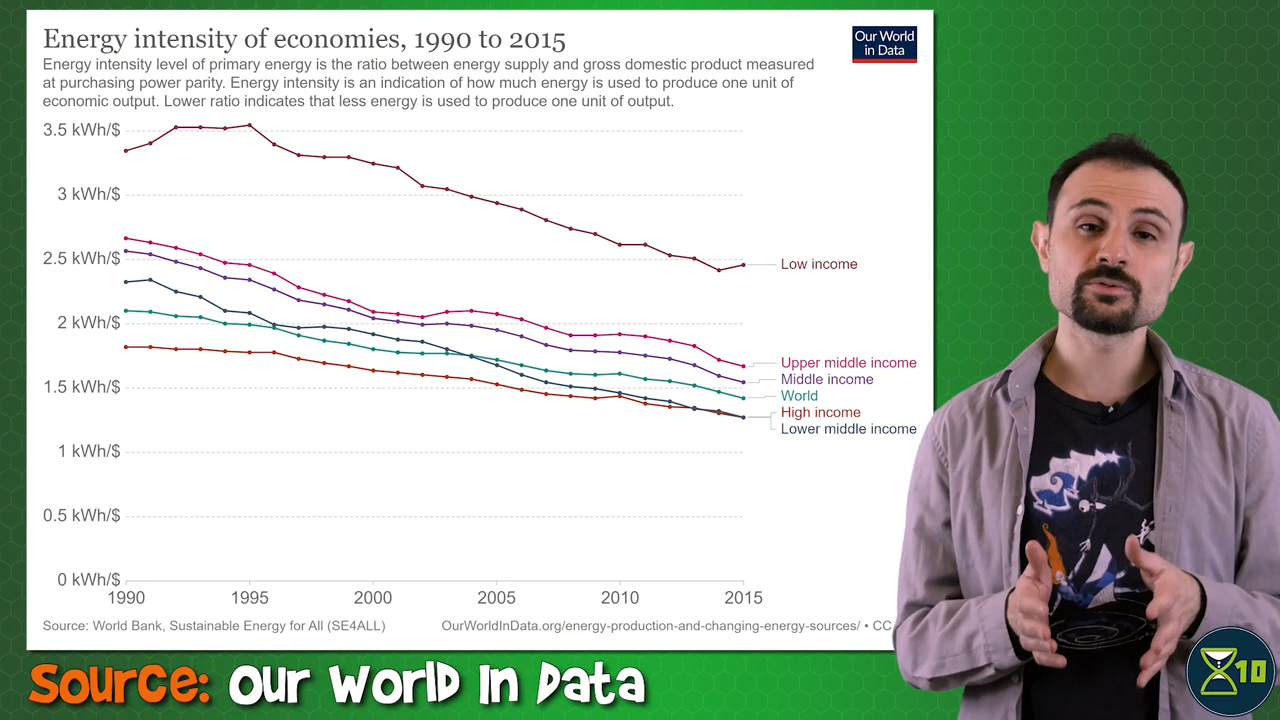 Energy intensity of economies, 1990 to 2015
Our World
in Data
Energy intensity level of primary energy is the ratio between energy supply and gross domestic product measured
at purchasing power parity. Energy intensity is an indication of how much energy is used to produce one unit of
economic output. Lower ratio indicates that less energy is used to produce one unit of output.
3.5 kWh/$
3 kWh/$
2.5 kWh/$
2 kWh/$
1.5 kWh/$
1 kWh/$
0.5 kWh/$
0 kWh/$
Low income
Upper middle income
Middle income
World
High income
Lower middle income
1990 1995 2000 2005 2010 2015
Source: World Bank, Sustainable Energy for All (SE4ALL) OurWorldInData.org/energy-production-and-changing-energy-sources/ • CC
Source: Our World In Data
10